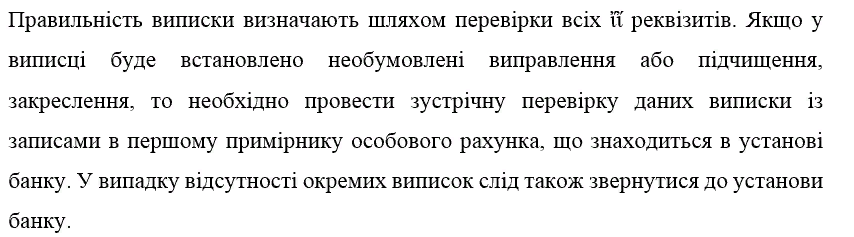 Правильність виписки визначають шляхом перевірки всіх її реквізитів. Якщо у
виписці буде встановлено необумовлені виправлення або підчищення,
закреслення, то необхідно провести зустрічну перевірку даних виписки із
записами в першому примірнику особового рахунка, що знаходиться в установі
банку. У випадку відсутності окремих виписок слід також звернутися до установи
банку.